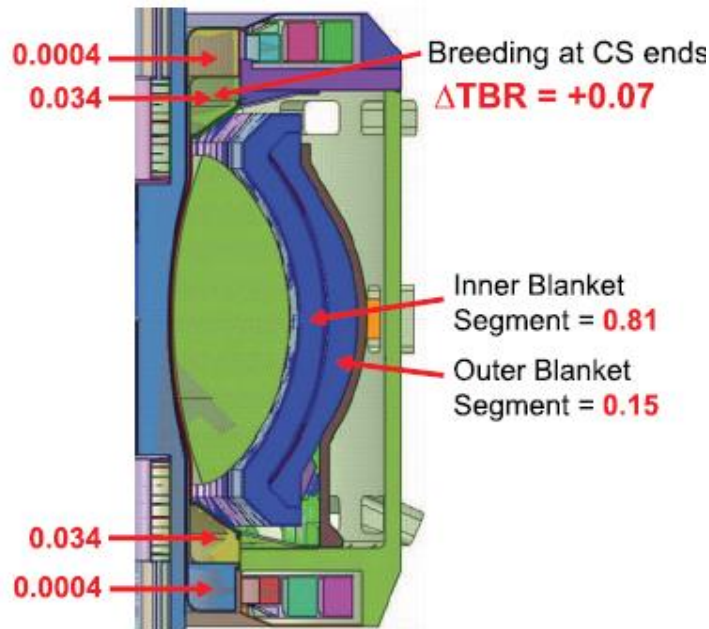 0.0004
0.034
Breeding at CS ends
ΔTBR = +0.07
Inner Blanket
Segment = 0.81
Outer Blanket
Segment = 0.15
0.034
0.0004